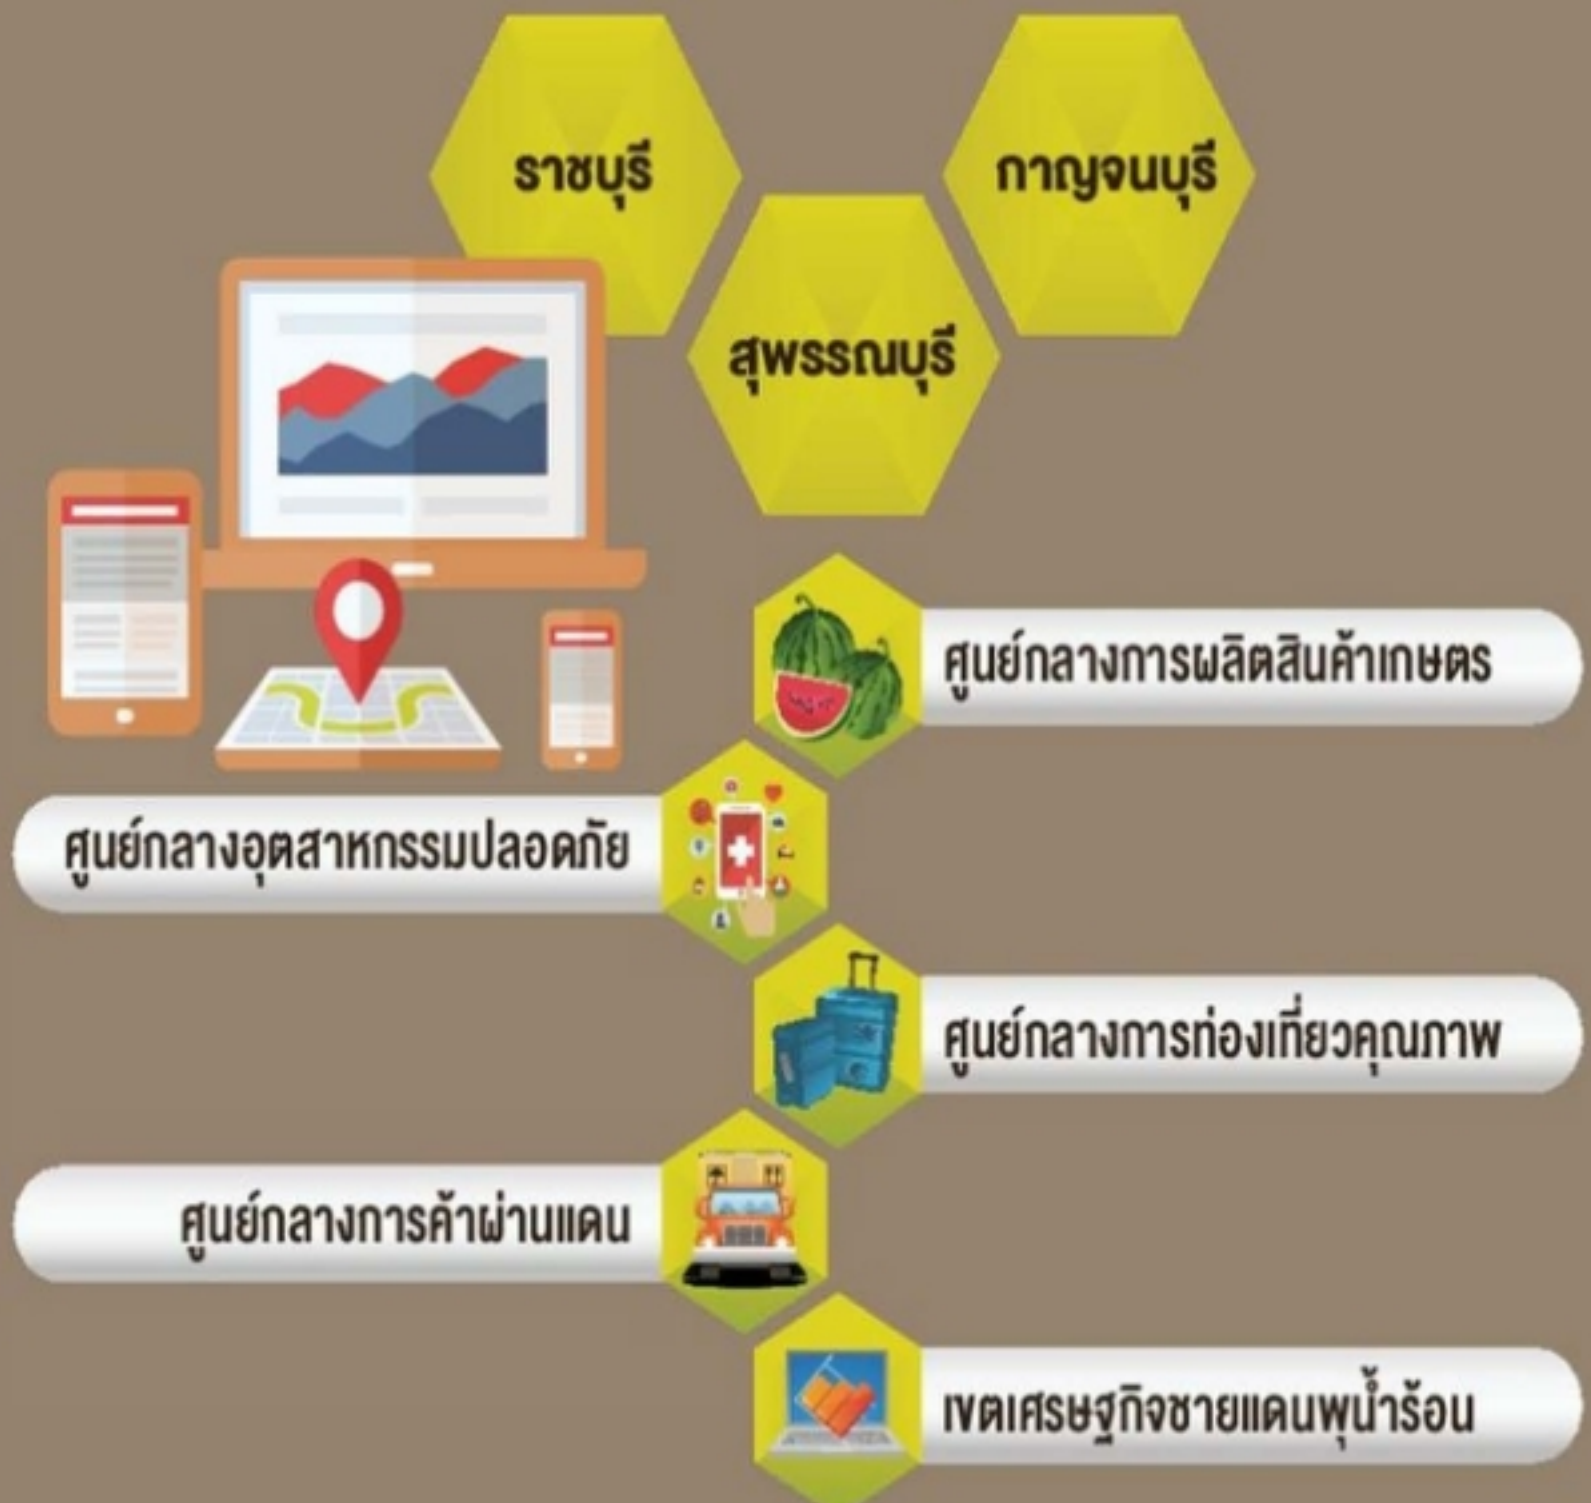 ราชบุรี
กาญจนบุรี
สุพรรณบุรี
ศูนย์กลางการผลิตสินค้าเกษตร
ศูนย์กลางอุตสาหกรรมปลอดภัย
ศูนย์กลางการท่องเที่ยวคุณภาพ
ศูนย์กลางการค้าผ่านแดน
เขตเศรษฐกิจชายแดนพุน้ำร้อน